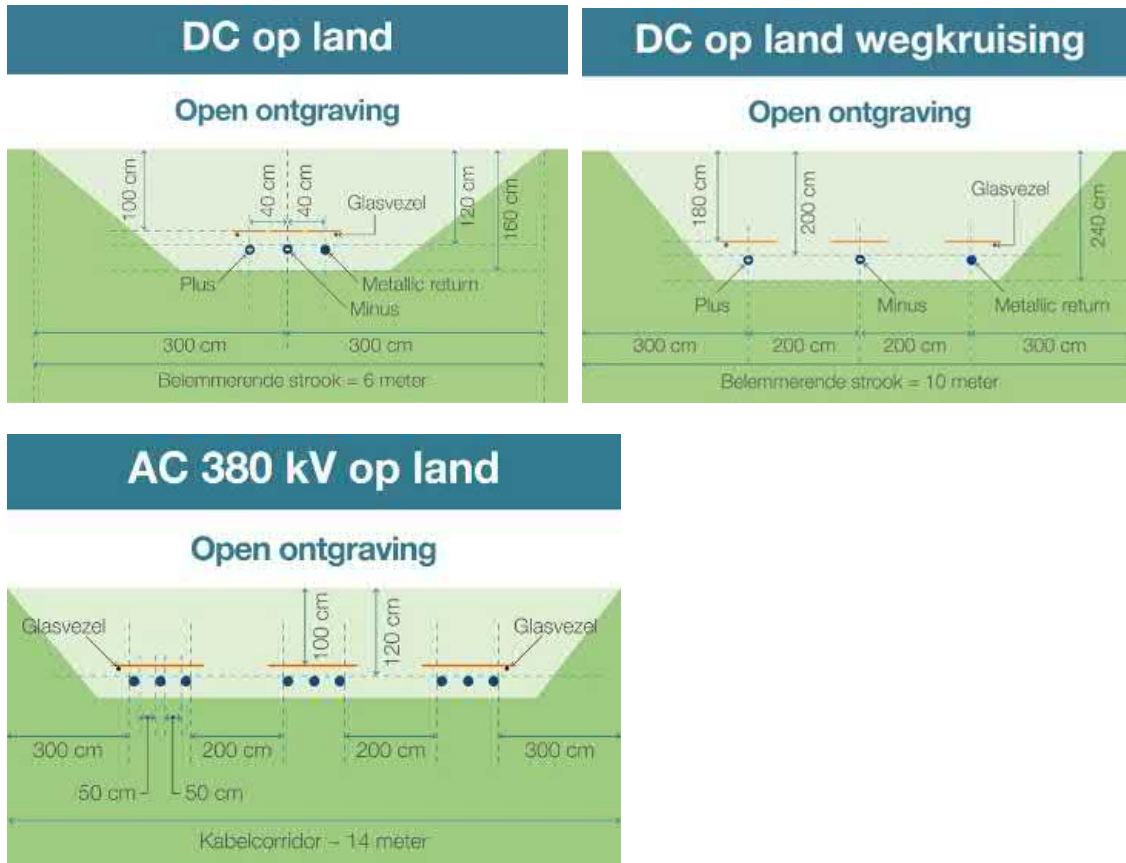 DC op land
Open ontgraving
100 cm
40 cm
40 cm
Glasvezel
120 cm
160 cm
Plus
Metallic return
Minus
300 cm
300 cm
Belemmerende strook = 6 meter
DC op land wegkruising
Open ontgraving
180 cm
200 cm
Glasvezel
240 cm
Plus
Minus
Metallic return
300 cm
200 cm
200 cm
300 cm
Belemmerende strook = 10 meter
AC 380 kV op land
Open ontgraving
Glasvezel
100 cm
120 cm
Glasvezel
300 cm
200 cm
200 cm
300 cm
50 cm
50 cm
Kabelcorridor ~ 14 meter